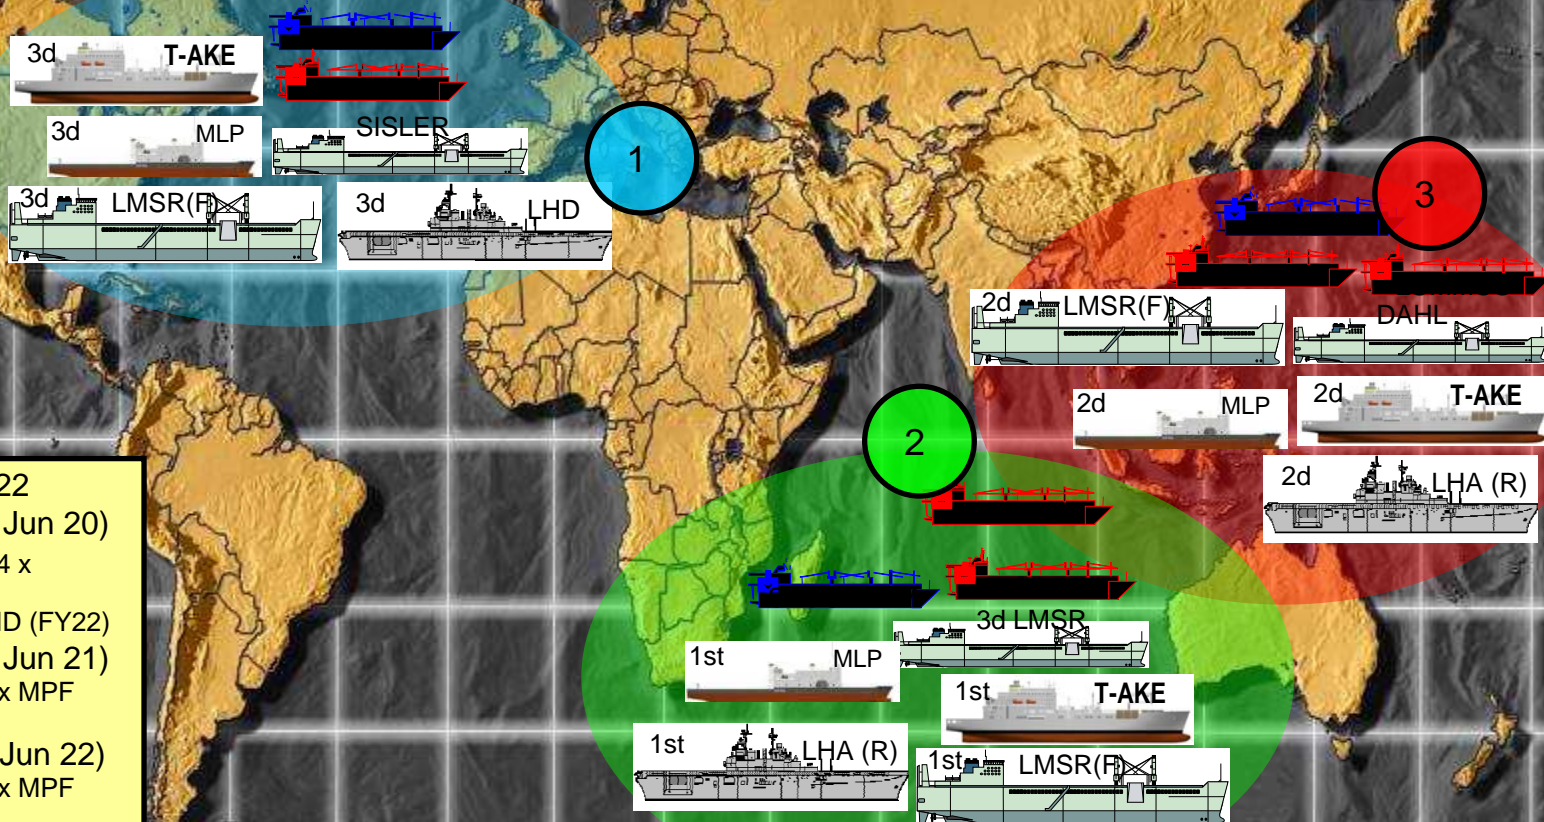 3d T-AKE
3d MLP
SISLER
3d LMSR(F)
3d LHD
1
3
2d LMSR(F)
DAHL
2d MLP
2d T-AKE
2d LHA (R)
2
3d LMSR
1st MLP
1st T-AKE
1st LHA (R)
1st LMSR(F
22
Jun 20)
4 x
D (FY22)
Jun 21)
x MPF
Jun 22)
x MPF